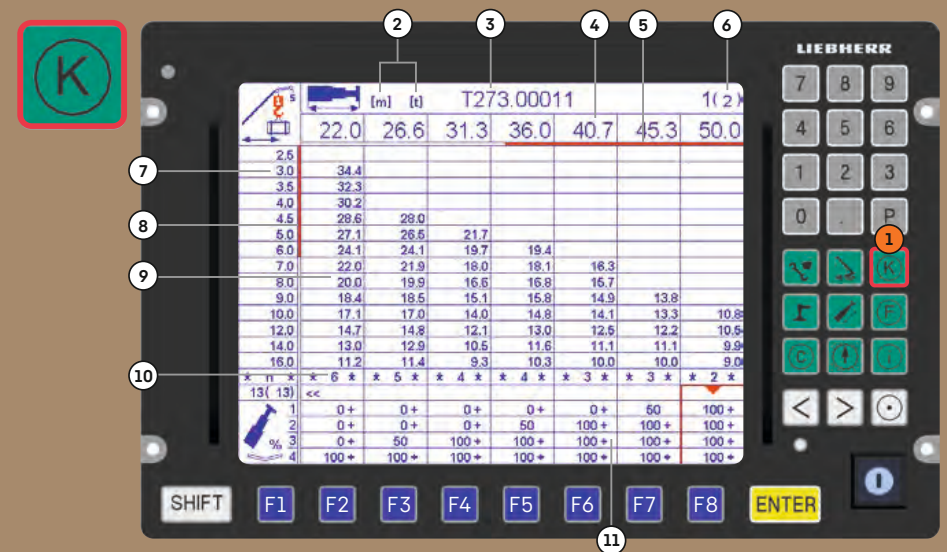 K
2 3 4 5 6
LIEBHERR
7 8 9
4 5 6
1 2 3
0 . P
1
K
F
C i
< >
s [m] [t] T273.00011 1( 2 )
22.0 26.6 31.3 36.0 40.7 45.3 50.0
2.5
7 3.0 34.4
3.5 32.3
4.0 30.2
8 4.5 28.6 28.0
5.0 27.1 26.5 21.7
6.0 24.1 24.1 19.7 19.4
7.0 22.0 21.9 18.0 18.1 16.3
9 8.0 20.0 19.9 16.6 16.8 15.7
9.0 18.4 18.5 15.1 15.8 14.9 13.8
10.0 17.1 17.0 14.0 14.8 14.1 13.3 10.8
12.0 14.7 14.8 12.1 13.0 12.5 12.2 10.5
14.0 13.0 12.9 10.5 11.6 11.1 11.1 9.9
16.0 11.2 11.4 9.3 10.3 10.0 10.0 9.0
10 * n * * 6 * * 5 * * 4 * * 4 * * 3 * * 3 * * 2 *
13( 13) <<
1 0+ 0+ 0+ 0+ 0+ 50 100+
2 0+ 0+ 0+ 50 100+ 100+ 100+
% 3 0+ 50 100+ 100+ 100+ 100+ 100+
4 100+ 100+ 100+ 100+ 100+ 100+ 100+
SHIFT F1 F2 F3 F4 F5 F6 F7 F8 ENTER
11